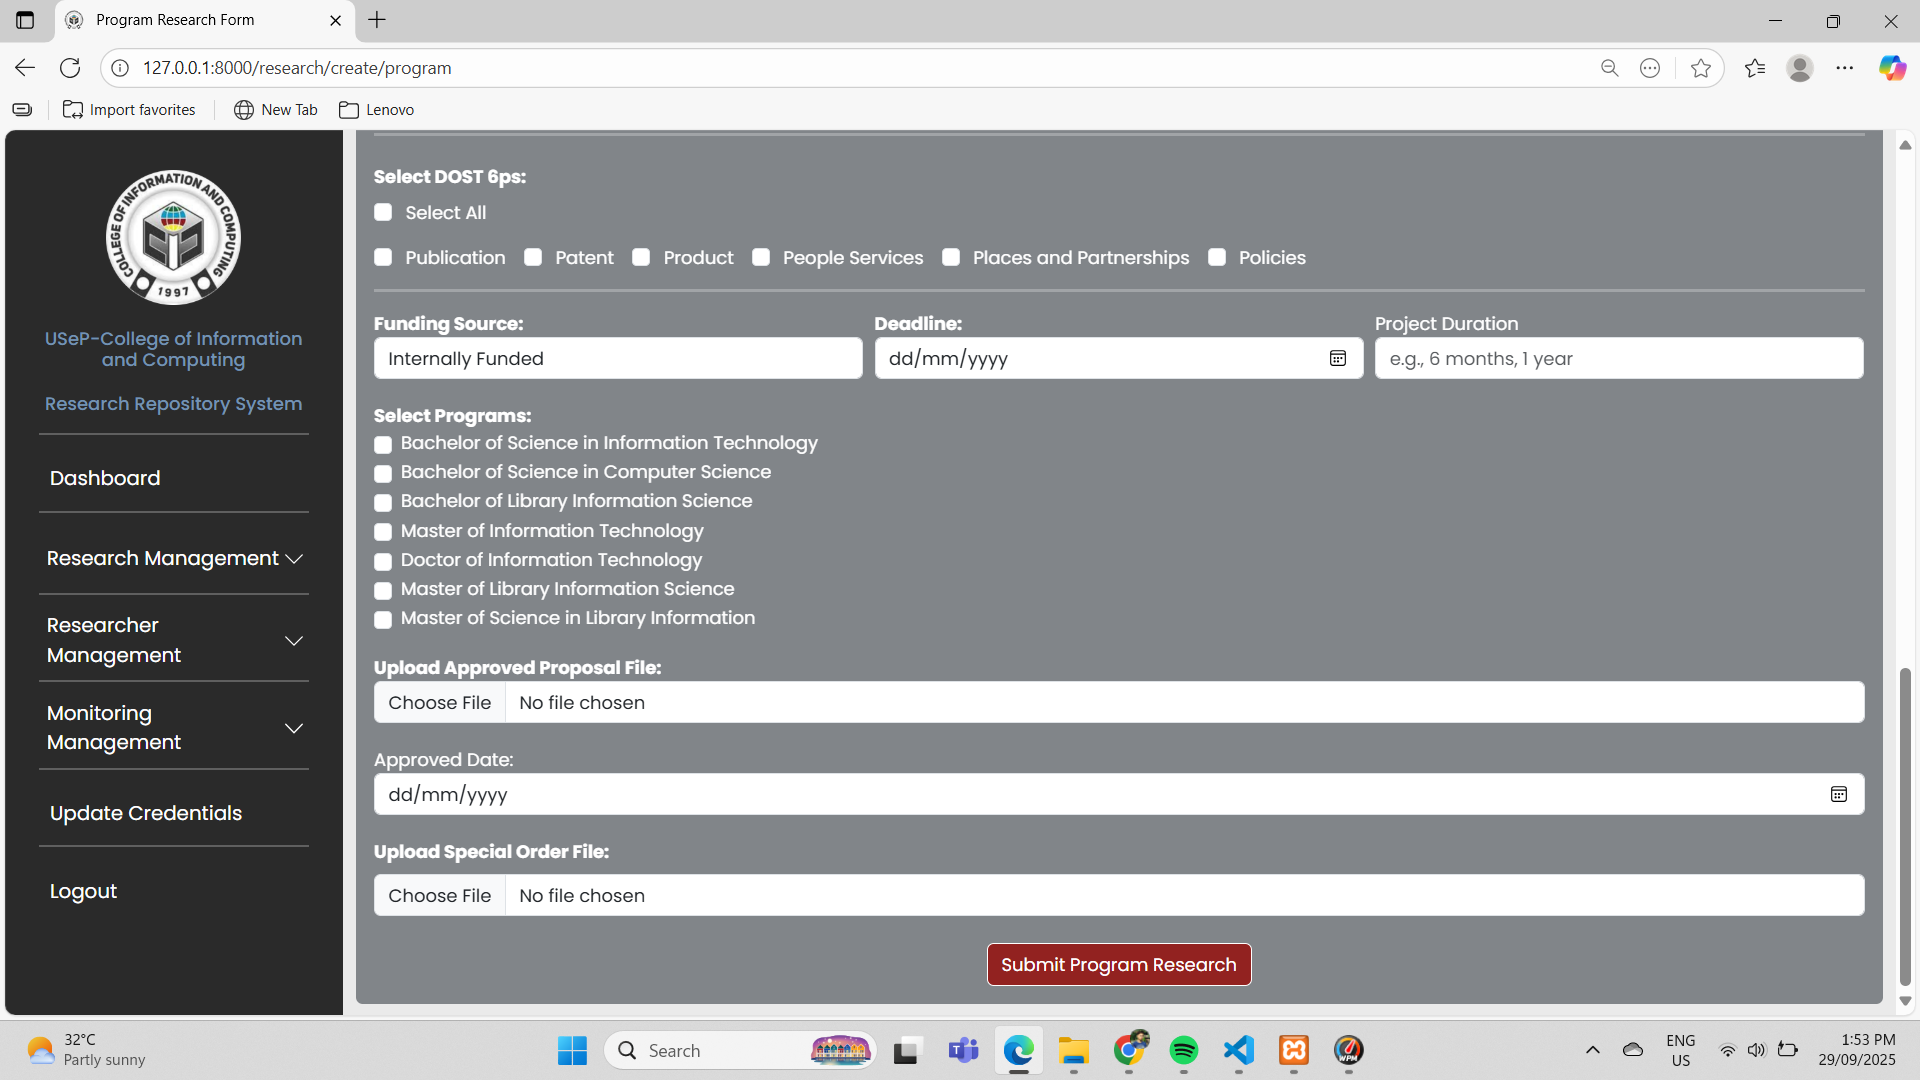 Program Research Form
127.0.0.1:8000/research/create/program
Import favorites
New Tab
Lenovo
COLLEGE OF INFORMATION AND COMPUTING
1997
USeP-College of Information
and Computing
Research Repository System
Dashboard
Research Management
Researcher
Management
Monitoring
Management
Update Credentials
Logout
Select DOST 6ps:
Select All
Publication Patent Product People Services Places and Partnerships Policies
Funding Source: Deadline: Project Duration
Internally Funded dd/mm/yyyy e.g., 6 months, 1 year
Select Programs:
Bachelor of Science in Information Technology
Bachelor of Science in Computer Science
Bachelor of Library Information Science
Master of Information Technology
Doctor of Information Technology
Master of Library Information Science
Master of Science in Library Information
Upload Approved Proposal File:
Choose File No file chosen
Approved Date:
dd/mm/yyyy
Upload Special Order File:
Choose File No file chosen
Submit Program Research
32°C
Partly sunny
Search
WPM
ENG
US
1:53 PM
29/09/2025